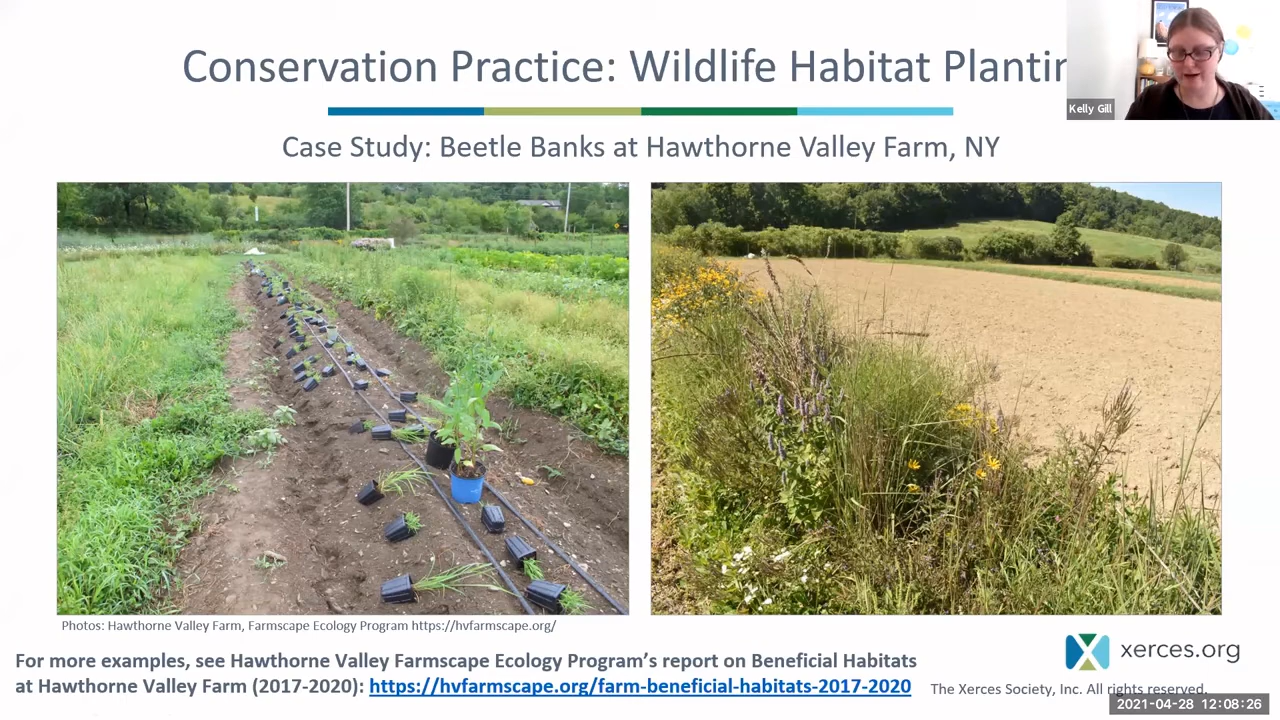 Conservation Practice: Wildlife Habitat Plantin
Kelly Gill
Case Study: Beetle Banks at Hawthorne Valley Farm, NY
Photos: Hawthorne Valley Farm, Farmscape Ecology Program https://hvfarmscape.org/
For more examples, see Hawthorne Valley Farmscape Ecology Program’s report on Beneficial Habitats
at Hawthorne Valley Farm (2017-2020): https://hvfarmscape.org/farm-beneficial-habitats-2017-2020
xerces.org
The Xerces Society, Inc. All rights reserved.
2021-04-28 12:08:26